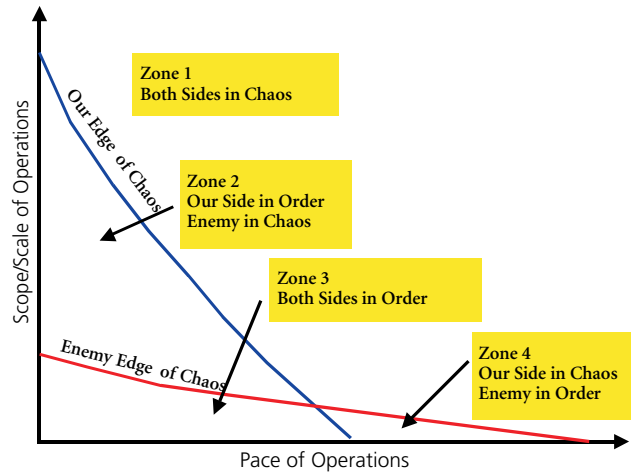 Zone 1
Both Sides in Chaos
Our Edge of Chaos
Zone 2
Our Side in Order
Enemy in Chaos
Scope/Scale of Operations
Zone 3
Both Sides in Order
Enemy Edge of Chaos
Zone 4
Our Side in Chaos
Enemy in Order
Pace of Operations